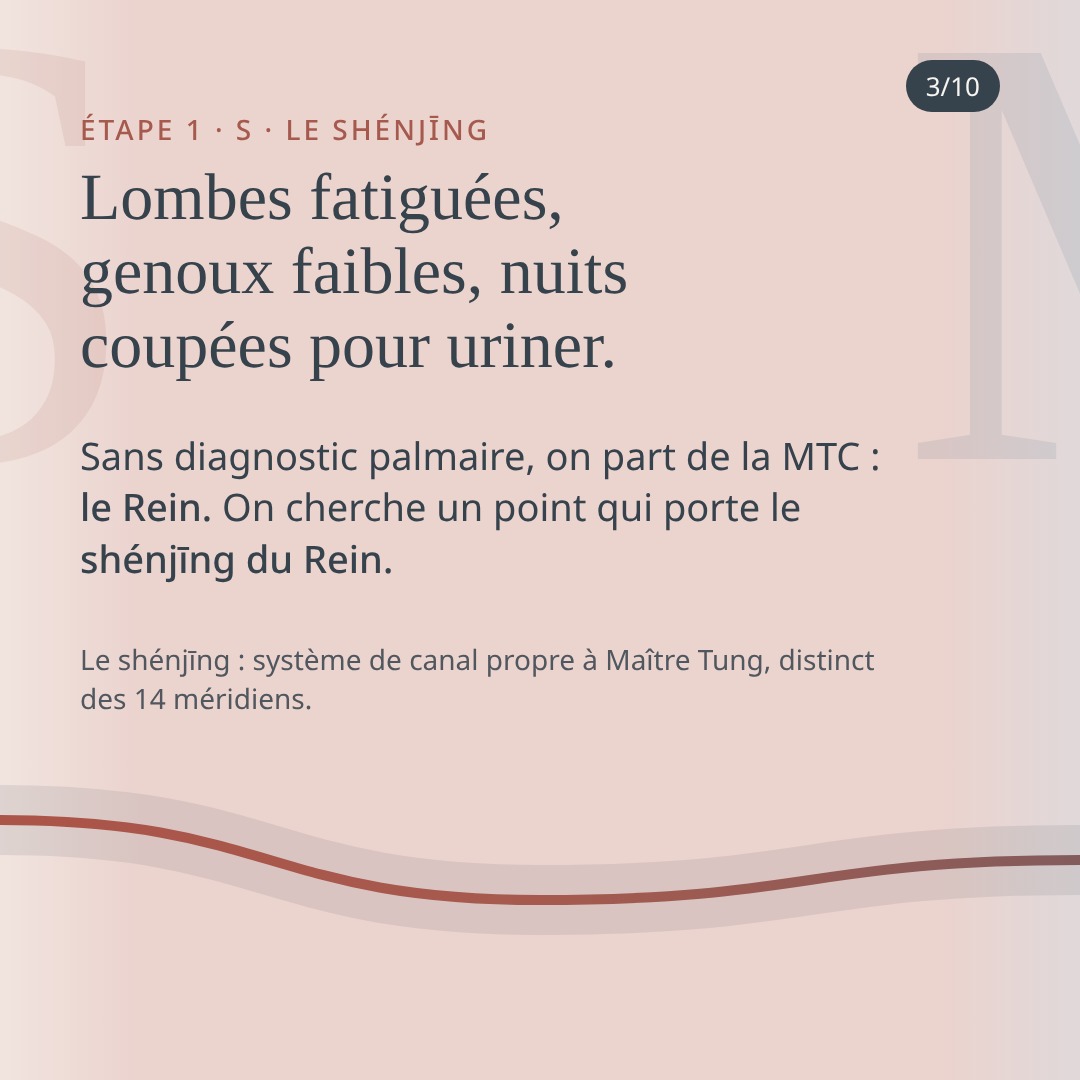 3/10
ÉTAPE 1 · S · LE SHÉNJĪNG
Lombes fatiguées,
genoux faibles, nuits
coupées pour uriner.
Sans diagnostic palmaire, on part de la MTC :
le Rein. On cherche un point qui porte le
shénjīng du Rein.
Le shénjīng : système de canal propre à Maître Tung, distinct
des 14 méridiens.